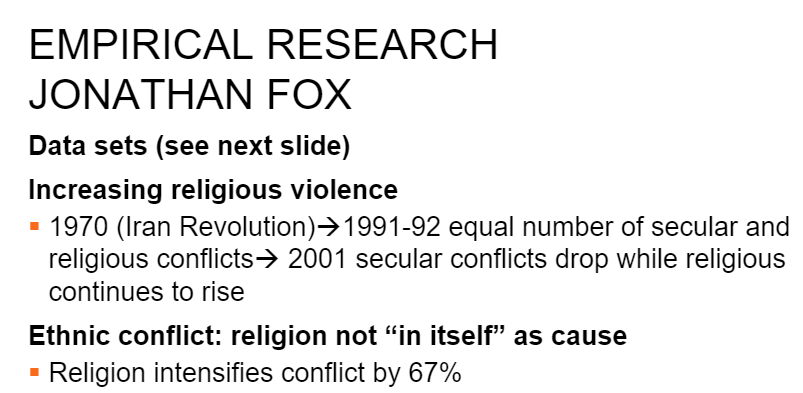 EMPIRICAL RESEARCH
JONATHAN FOX
Data sets (see next slide)
Increasing religious violence
▪ 1970 (Iran Revolution)→1991-92 equal number of secular and
religious conflicts→ 2001 secular conflicts drop while religious
continues to rise
Ethnic conflict: religion not “in itself” as cause
▪ Religion intensifies conflict by 67%